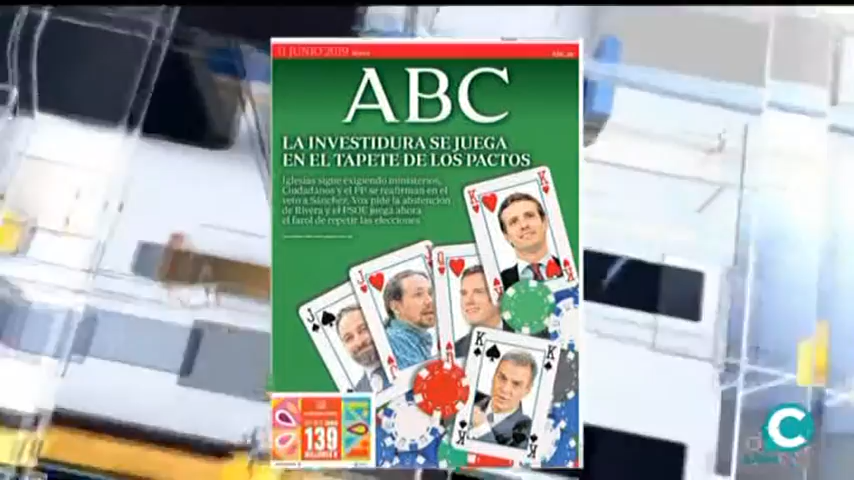 11 JUNIO 2019
ABC
LA INVESTIDURA SE JUEGA
EN EL TAPETE DE LOS PACTOS
Iglesias sigue exigiendo ministerios,
Ciudadanos y el PP se reafirman en el
veto a Sánchez, Vox pide la abstención
de Rivera y el PSOE juega ahora
el farol de repetir las elecciones
K
K
J
J
Q
J
K
K
K
K
139
C